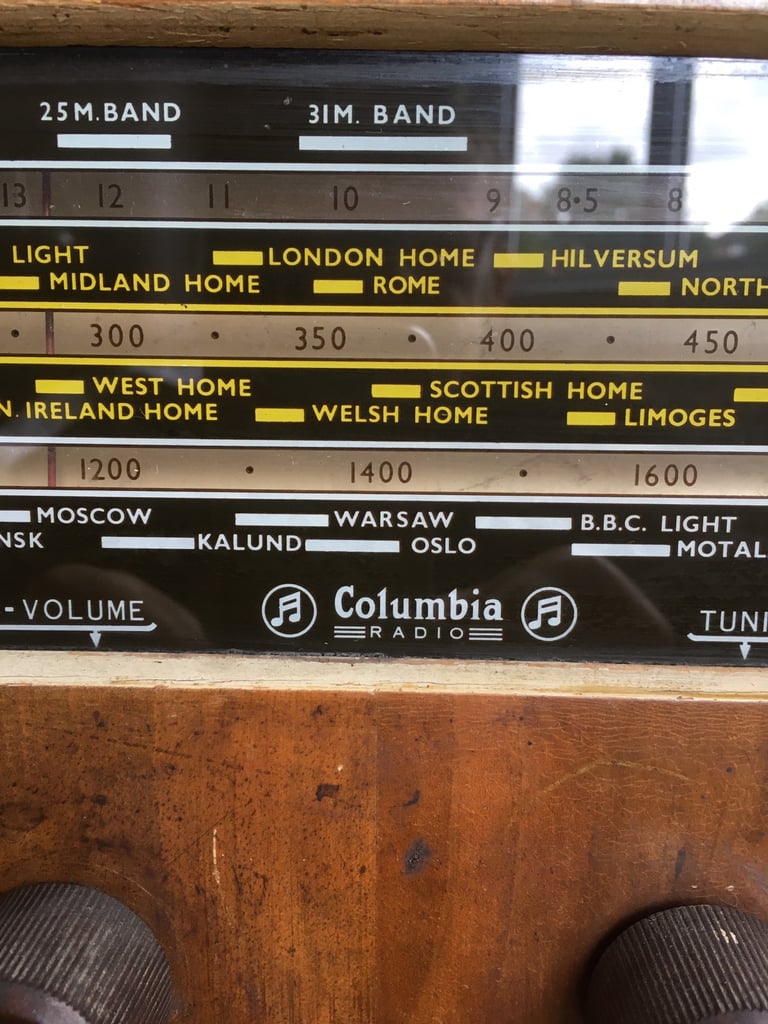 25M.BAND 31M. BAND
13 12 11 10 9 8·5 8
LIGHT LONDON HOME HILVERSUM
MIDLAND HOME ROME NORTH
• 300 • 350 • 400 • 450
WEST HOME SCOTTISH HOME
N. IRELAND HOME WELSH HOME LIMOGES
1200 • 1400 • 1600
MOSCOW WARSAW B.B.C. LIGHT
NSK KALUND OSLO MOTAL
-VOLUME Columbia TUNI
RADIO